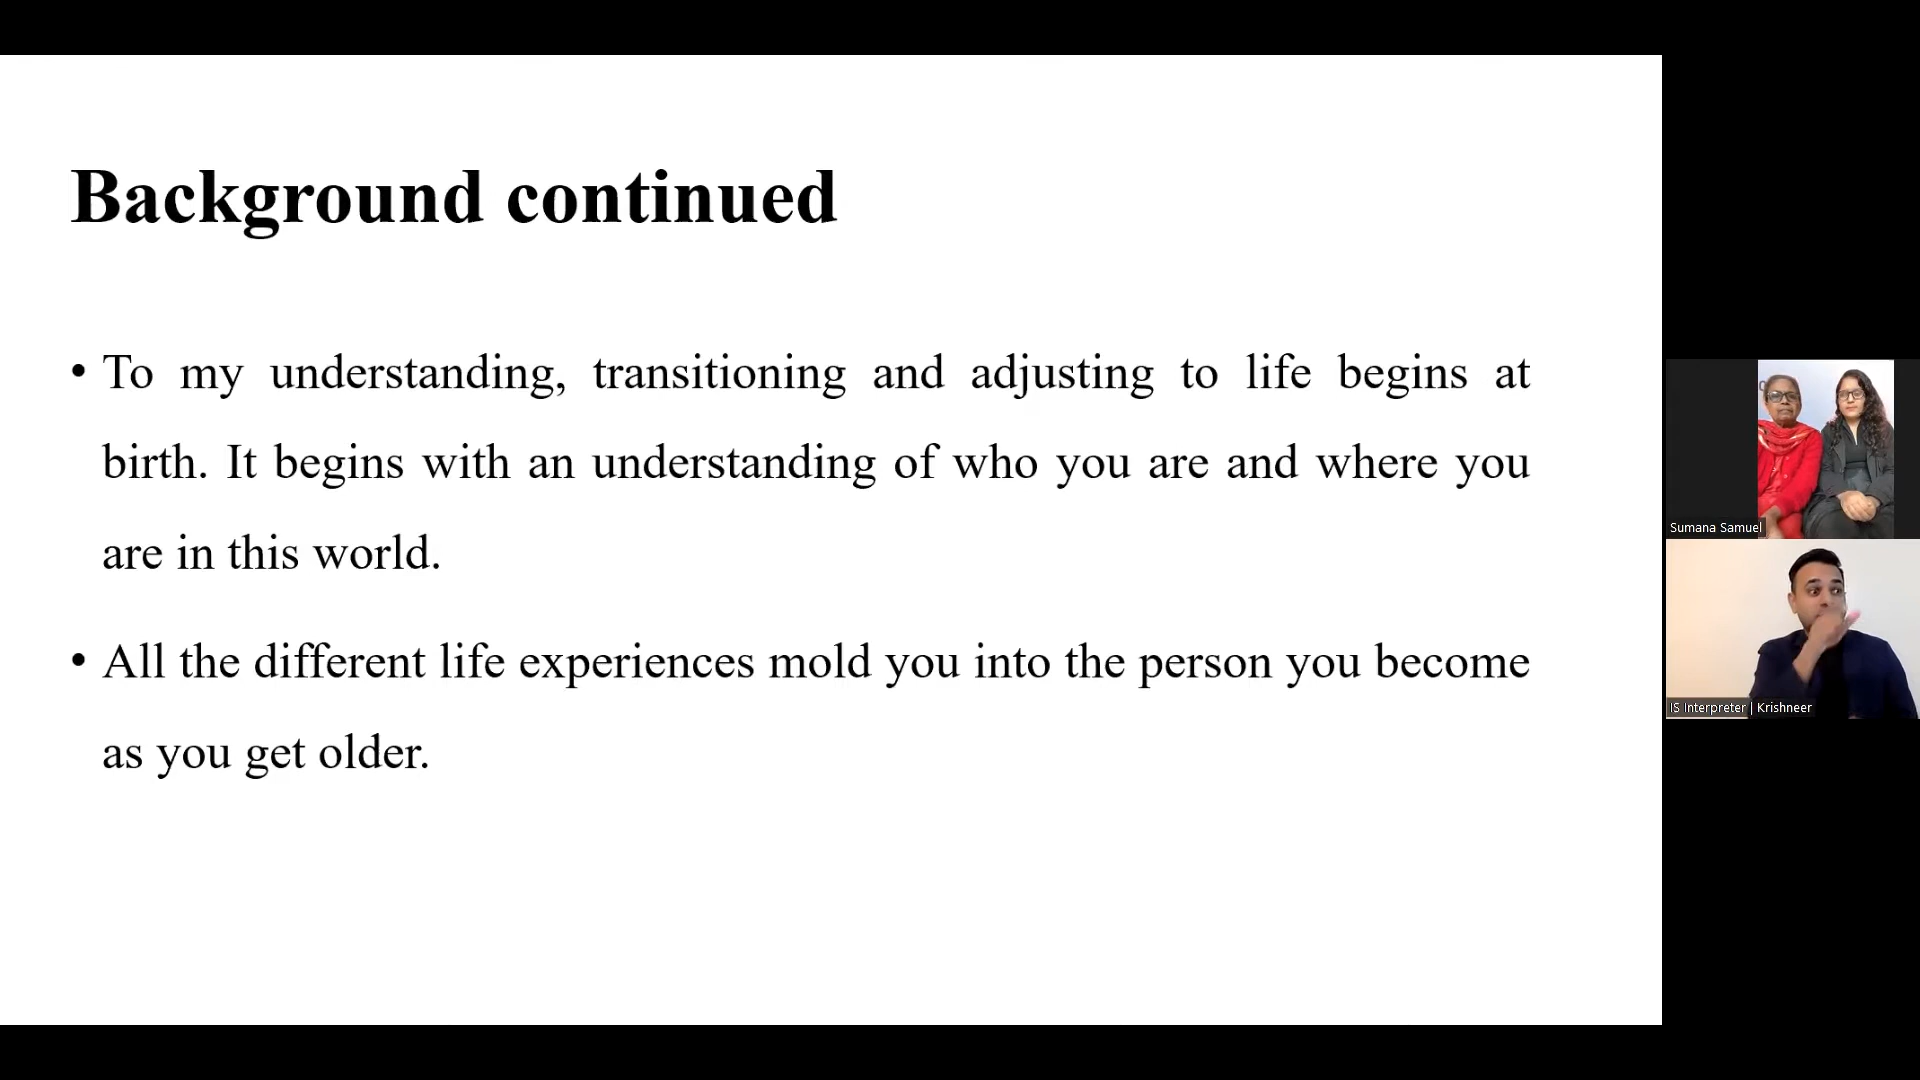 Background continued
• To my understanding, transitioning and adjusting to life begins at
birth. It begins with an understanding of who you are and where you
are in this world.
• All the different life experiences mold you into the person you become
as you get older.
Sumana Samuel
IS Interpreter | Krishneer